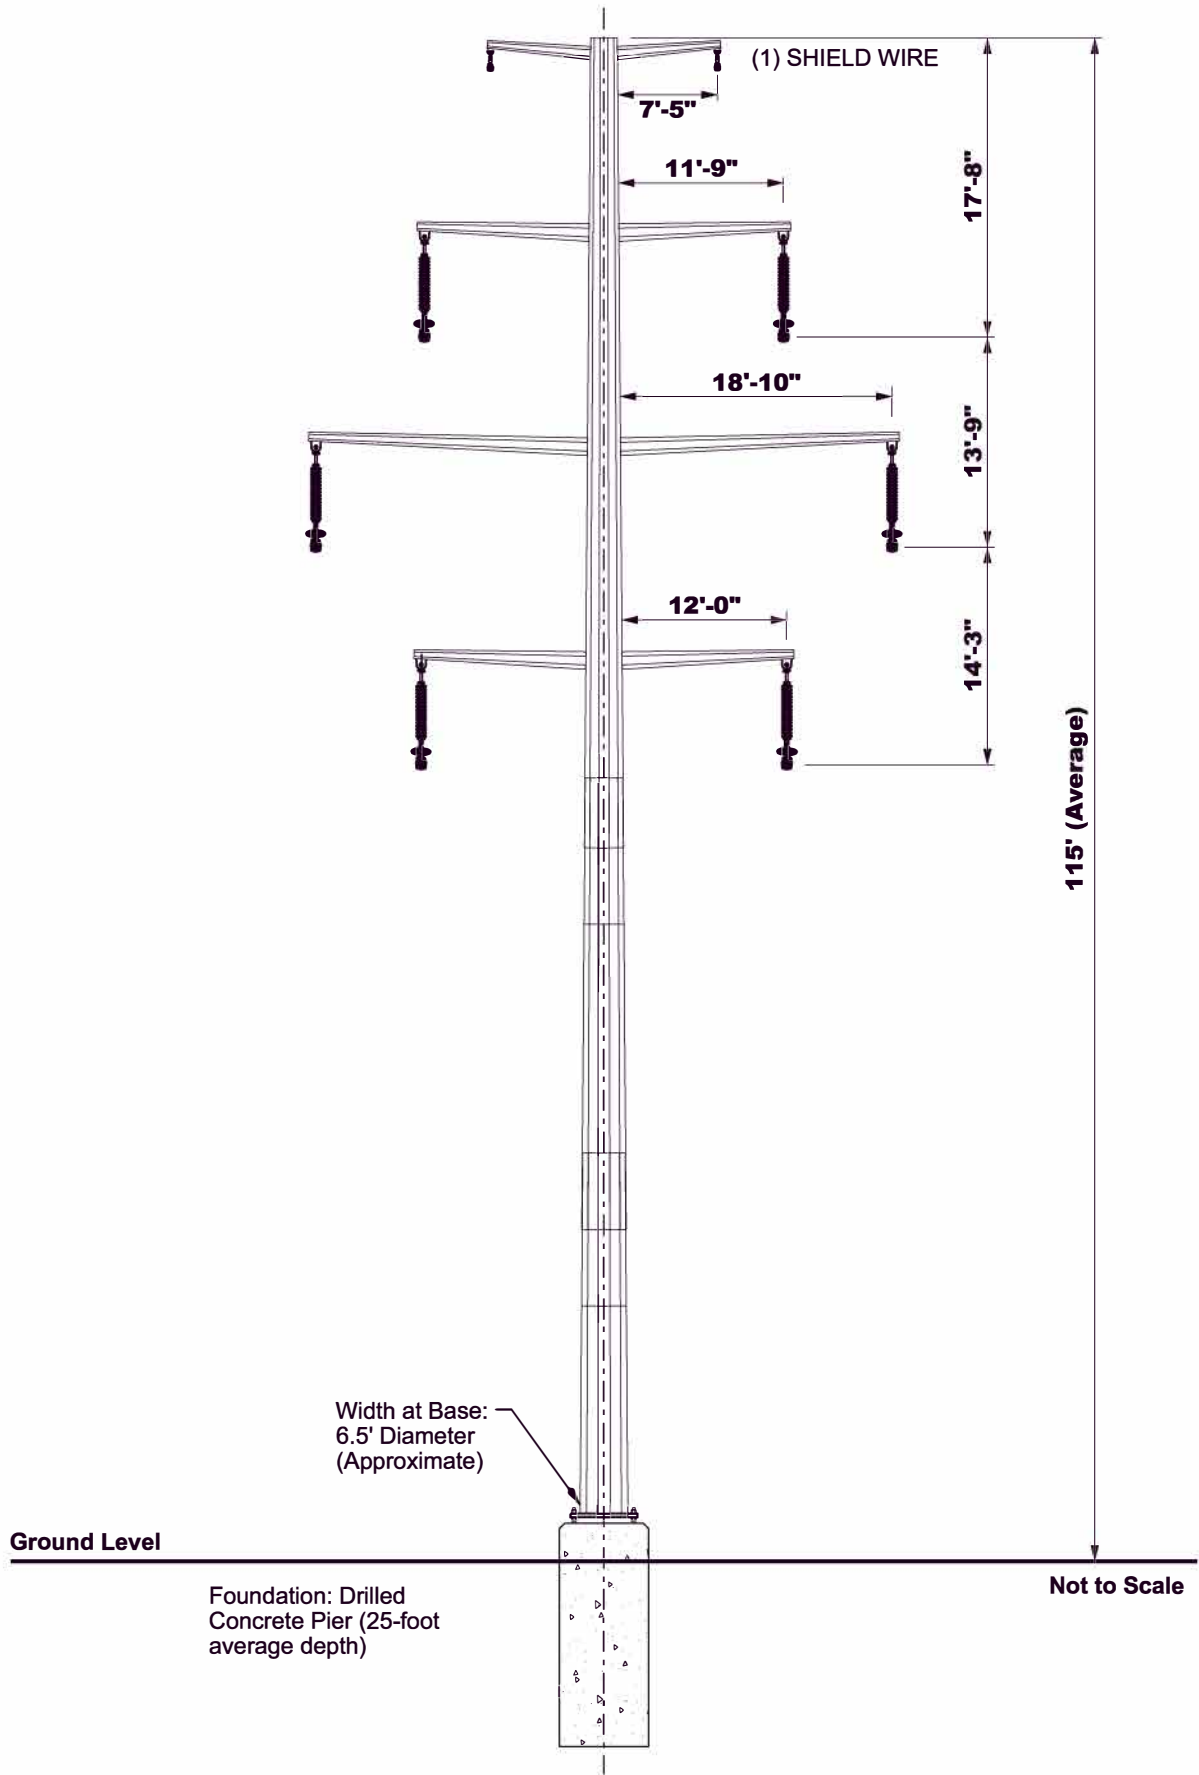 (1) SHIELD WIRE
7'-5"
11'-9"
17'-8"
18'-10"
13'-9"
12'-0"
14'-3"
115' (Average)
Width at Base:
6.5' Diameter
(Approximate)
Ground Level
Not to Scale
Foundation: Drilled
Concrete Pier (25-foot
average depth)